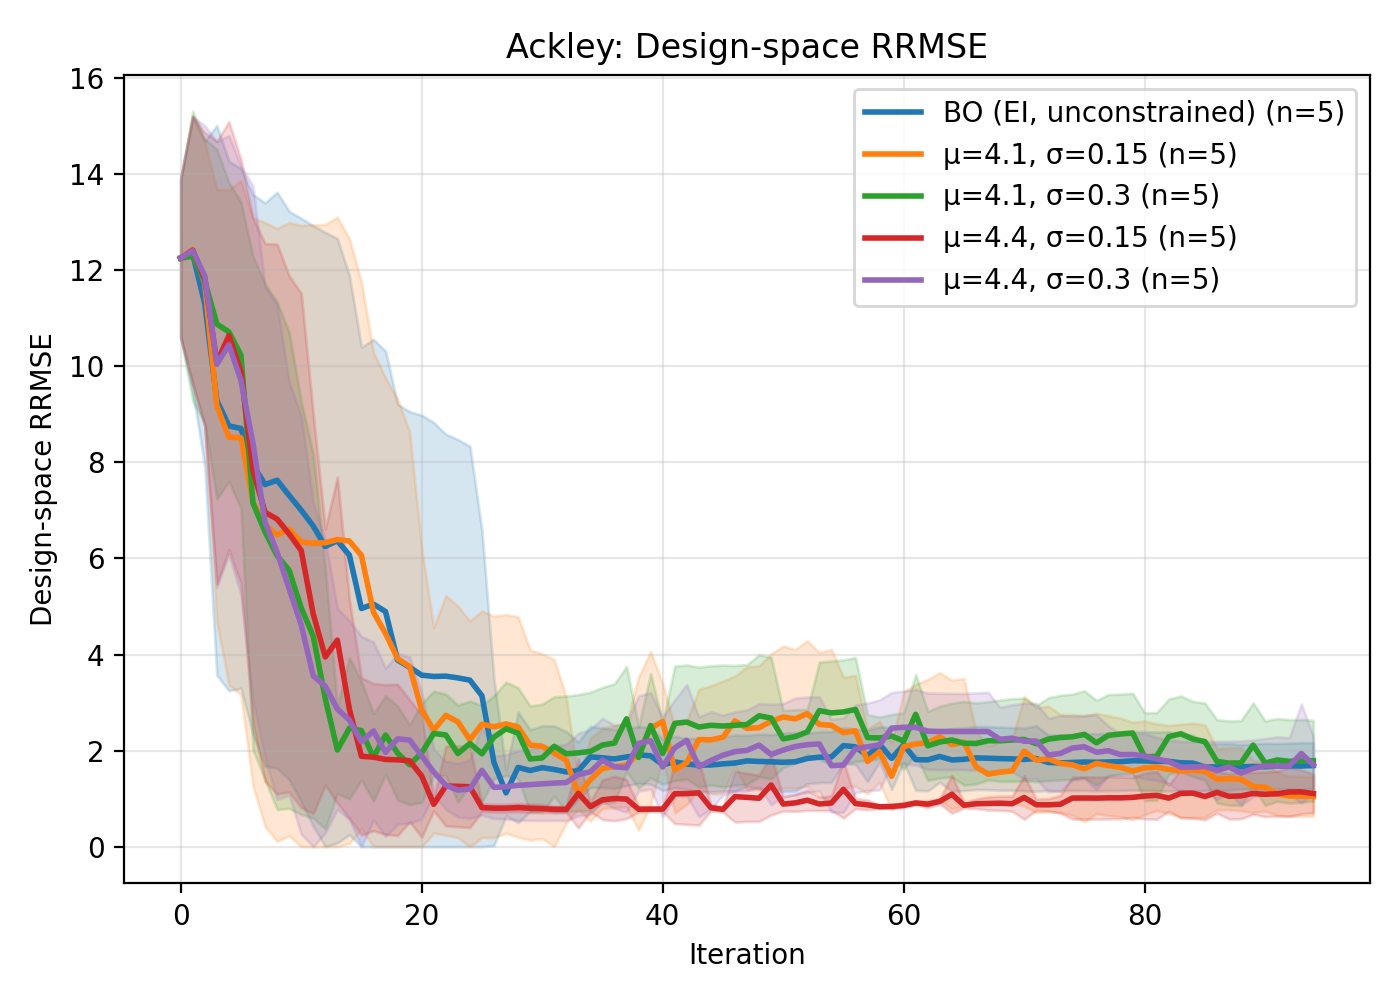 Ackley: Design-space RRMSE
BO (EI, unconstrained) (n=5)
μ=4.1, σ=0.15 (n=5)
μ=4.1, σ=0.3 (n=5)
μ=4.4, σ=0.15 (n=5)
μ=4.4, σ=0.3 (n=5)
Design-space RRMSE
16
14
12
10
8
6
4
2
0
0 20 40 60 80
Iteration